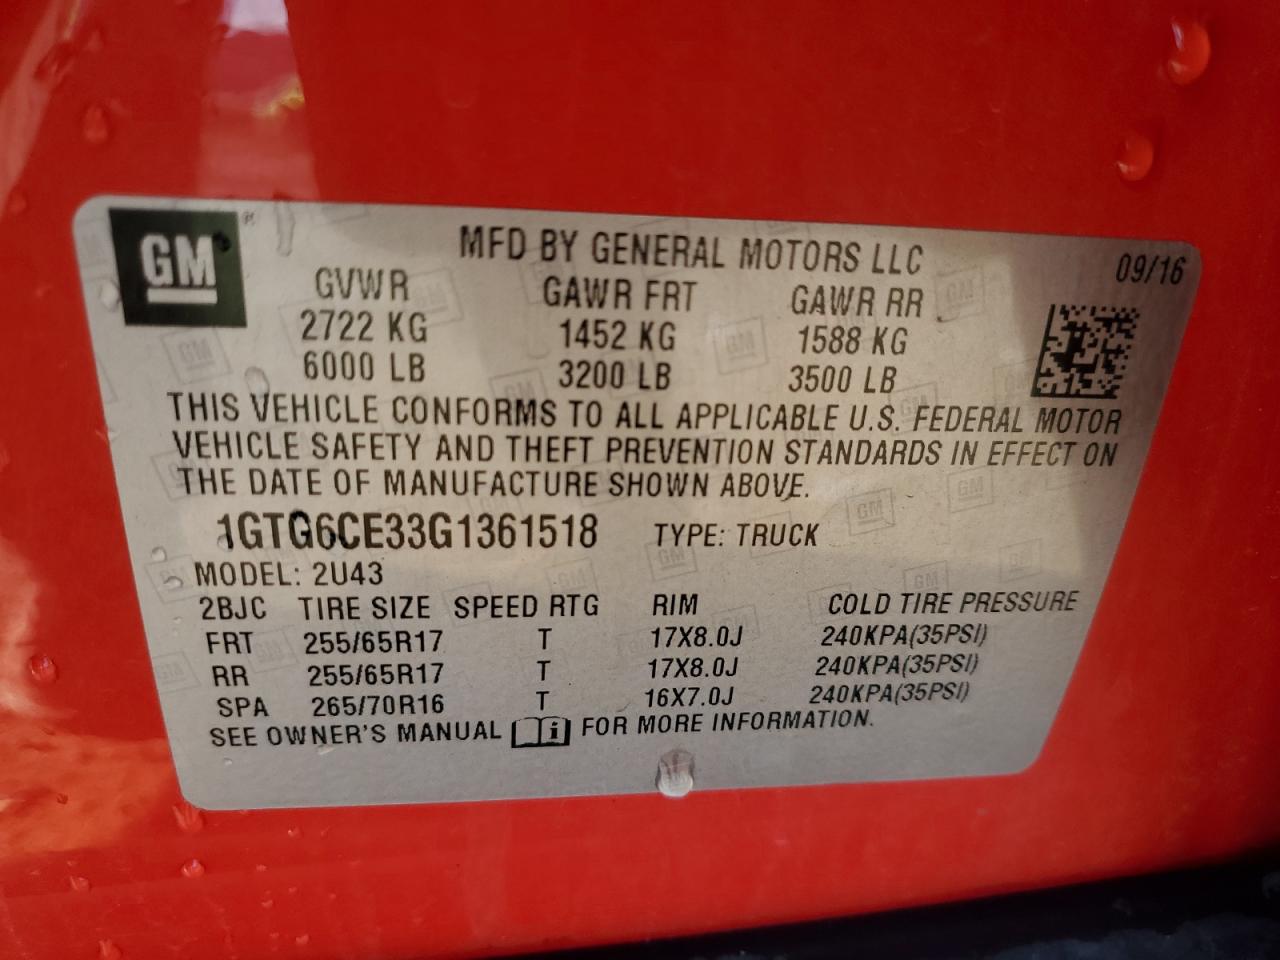 GM ®
MFD BY GENERAL MOTORS LLC 09/16
GVWR GAWR FRT GAWR RR
2722 KG 1452 KG 1588 KG
6000 LB 3200 LB 3500 LB
THIS VEHICLE CONFORMS TO ALL APPLICABLE U.S. FEDERAL MOTOR
VEHICLE SAFETY AND THEFT PREVENTION STANDARDS IN EFFECT ON
THE DATE OF MANUFACTURE SHOWN ABOVE.
1GTG6CE33G1361518 TYPE: TRUCK
MODEL: 2U43
2BJC TIRE SIZE SPEED RTG RIM COLD TIRE PRESSURE
FRT 255/65R17 T 17X8.0J 240KPA(35PSI)
RR 255/65R17 T 17X8.0J 240KPA(35PSI)
SPA 265/70R16 T 16X7.0J 240KPA(35PSI)
SEE OWNER'S MANUAL i FOR MORE INFORMATION.